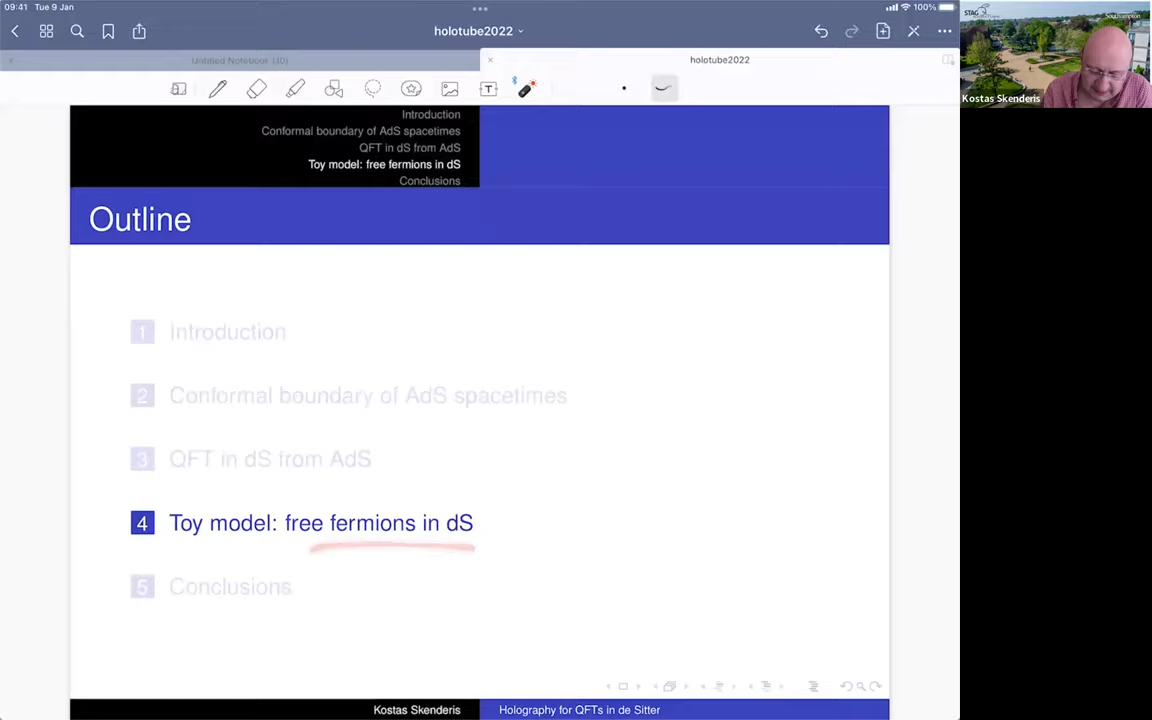 09:41 Tue 9 Jan
100%
holotube2022
Untitled Notebook (30)
holotube2022
T
STAG
Southampton
Kostas Skenderis
Introduction
Conformal boundary of AdS spacetimes
QFT in dS from AdS
Toy model: free fermions in dS
Conclusions
Outline
1 Introduction
2 Conformal boundary of AdS spacetimes
3 QFT in dS from AdS
4 Toy model: free fermions in dS
5 Conclusions
Kostas Skenderis
Holography for QFTs in de Sitter